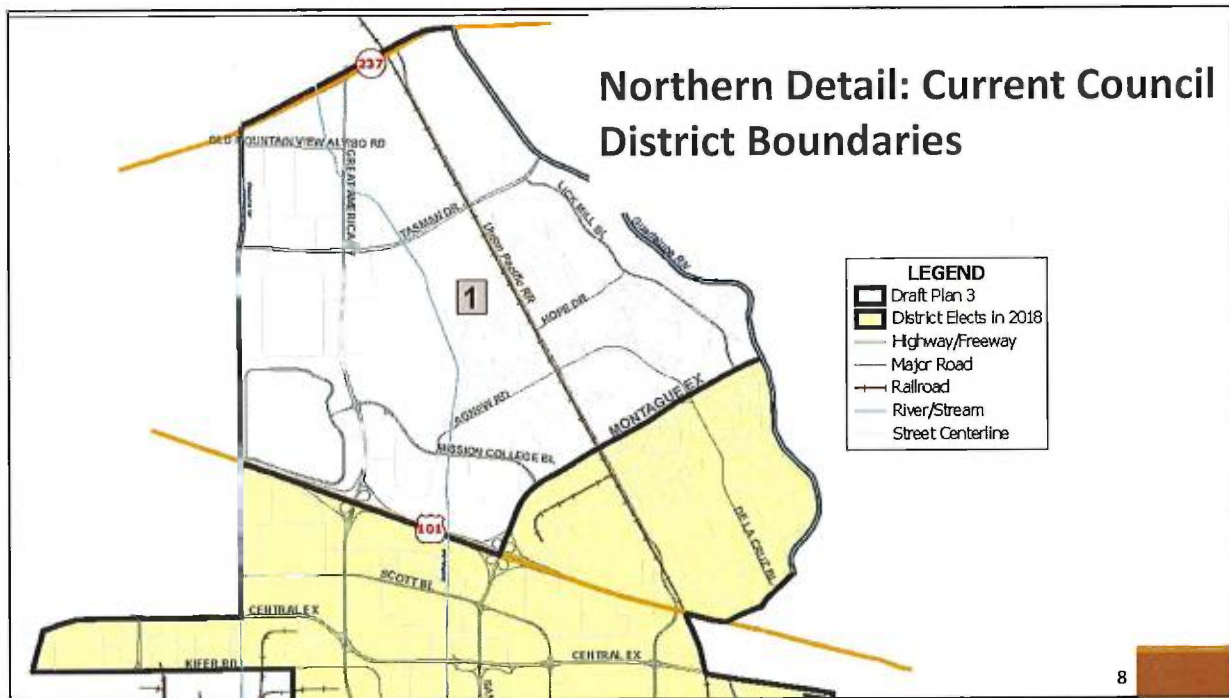 Northern Detail: Current Council
District Boundaries
237
OLD MOUNTAIN VIEW ALVISO RD
GREAT AMERICA
TASMAN DR
LICK MILL BL
Guadalupe RV
Union Pacific RR
1
HOPE DR
AGNEW RD
MONTAGUE EX
MISSION COLLEGE BL
DE LA CRUZ BL
101
SCOTT BL
CENTRAL EX
CENTRAL EX
KIFER RD
LEGEND
Draft Plan 3
District Elects in 2018
Highway/Freeway
Major Road
Railroad
River/Stream
Street Centerline
8